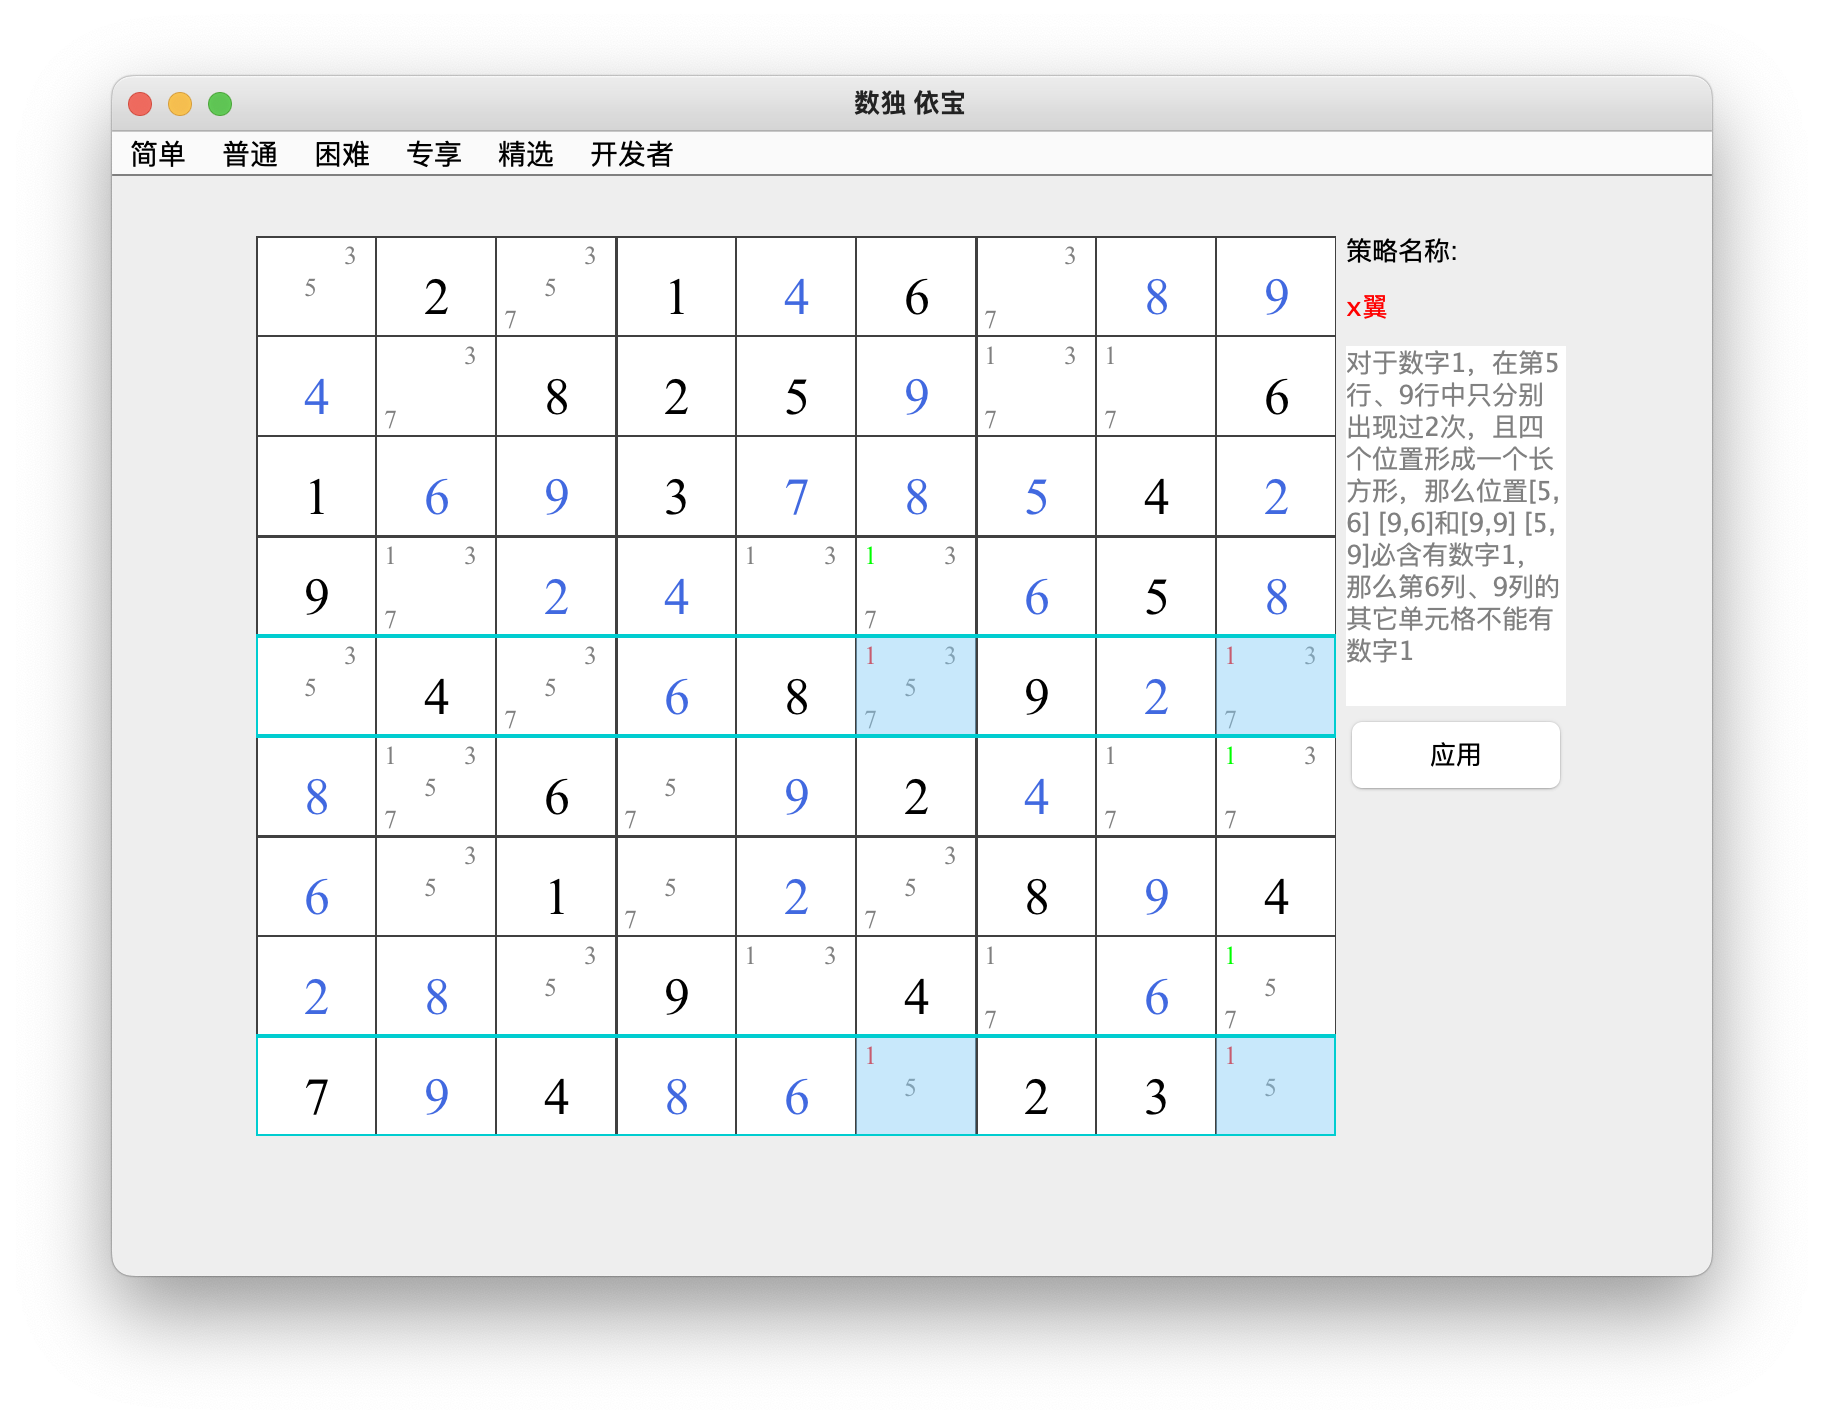 数独 依宝
简单 普通 困难 专享 精选 开发者
策略名称:
x翼
对于数字1，在第5
行、9行中只分别
出现过2次，且四
个位置形成一个长
方形，那么位置[5,
6] [9,6]和[9,9] [5,
9]必含有数字1，
那么第6列、9列的
其它单元格不能有
数字1
应用
3 3 3
5 2 5 1 4 6 8 9
7 7
3 1 3 1
4 8 2 5 9 6
7 7 7
1 6 9 3 7 8 5 4 2
1 3 1 3 1 3
9 2 4 6 5 8
7 7
3 3 1 3 1 3
5 4 5 6 8 5 9 2
7 7 7
1 3 1 1 3
8 5 6 5 9 2 4
7 7 7 7
3 3
6 5 1 5 2 5 8 9 4
7 7
3 1 3 1 1
2 8 5 9 4 6 5
7 7
1 1
7 9 4 8 6 5 2 3 5